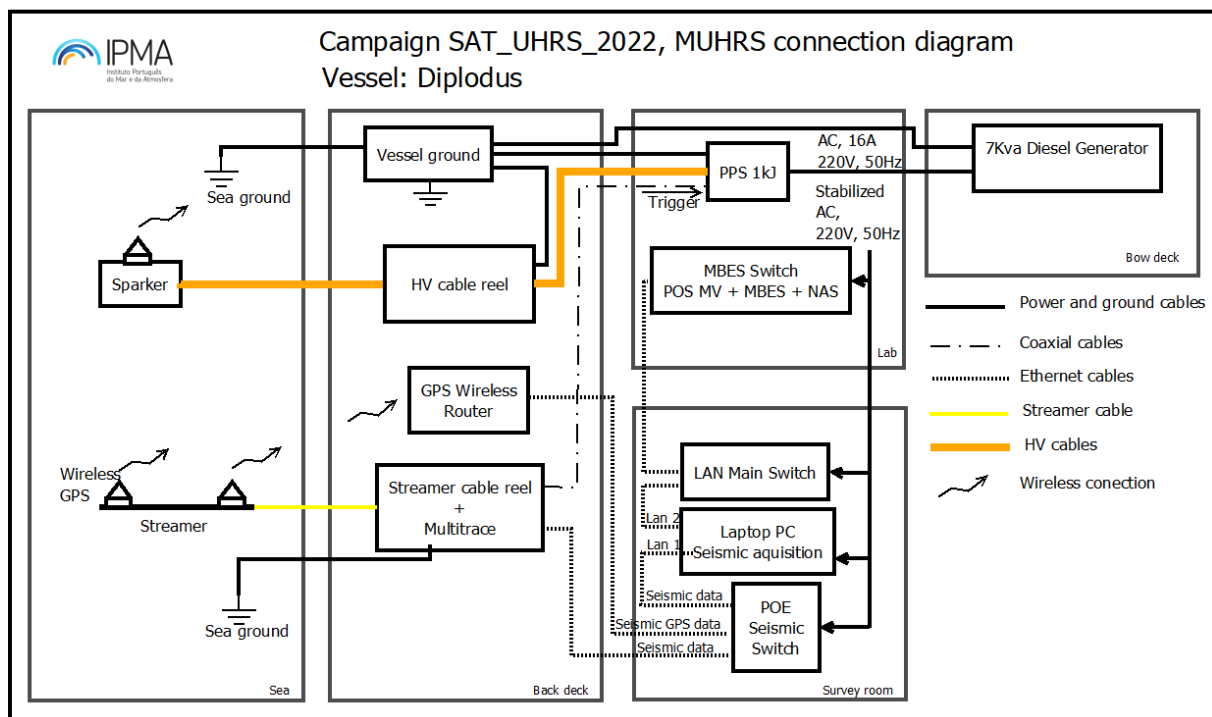 IPMA
Instituto Português
do Mar e da Atmosfera
Campaign SAT_UHRS_2022, MUHRS connection diagram
Vessel: Diplodus
Sea ground
Sparker
Wireless
GPS
Streamer
Sea ground
Sea
Vessel ground
HV cable reel
GPS Wireless
Router
Streamer cable reel
+
Multitrace
Back deck
PPS 1kJ
Trigger
AC, 16A
220V, 50Hz
Stabilized
AC,
220V, 50Hz
MBES Switch
POS MV + MBES + NAS
Lab
LAN Main Switch
Lan 2
Laptop PC
Seismic aquisition
Lan 1
Seismic data
Seismic GPS data
Seismic data
POE
Seismic
Switch
Survey room
7Kva Diesel Generator
Bow deck
Power and ground cables
Coaxial cables
Ethernet cables
Streamer cable
HV cables
Wireless conection